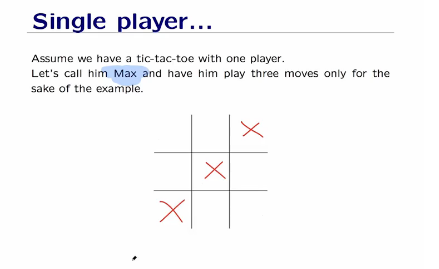 Single player...
Assume we have a tic-tac-toe with one player.
Let's call him Max and have him play three moves only for the
sake of the example.
X
X
X